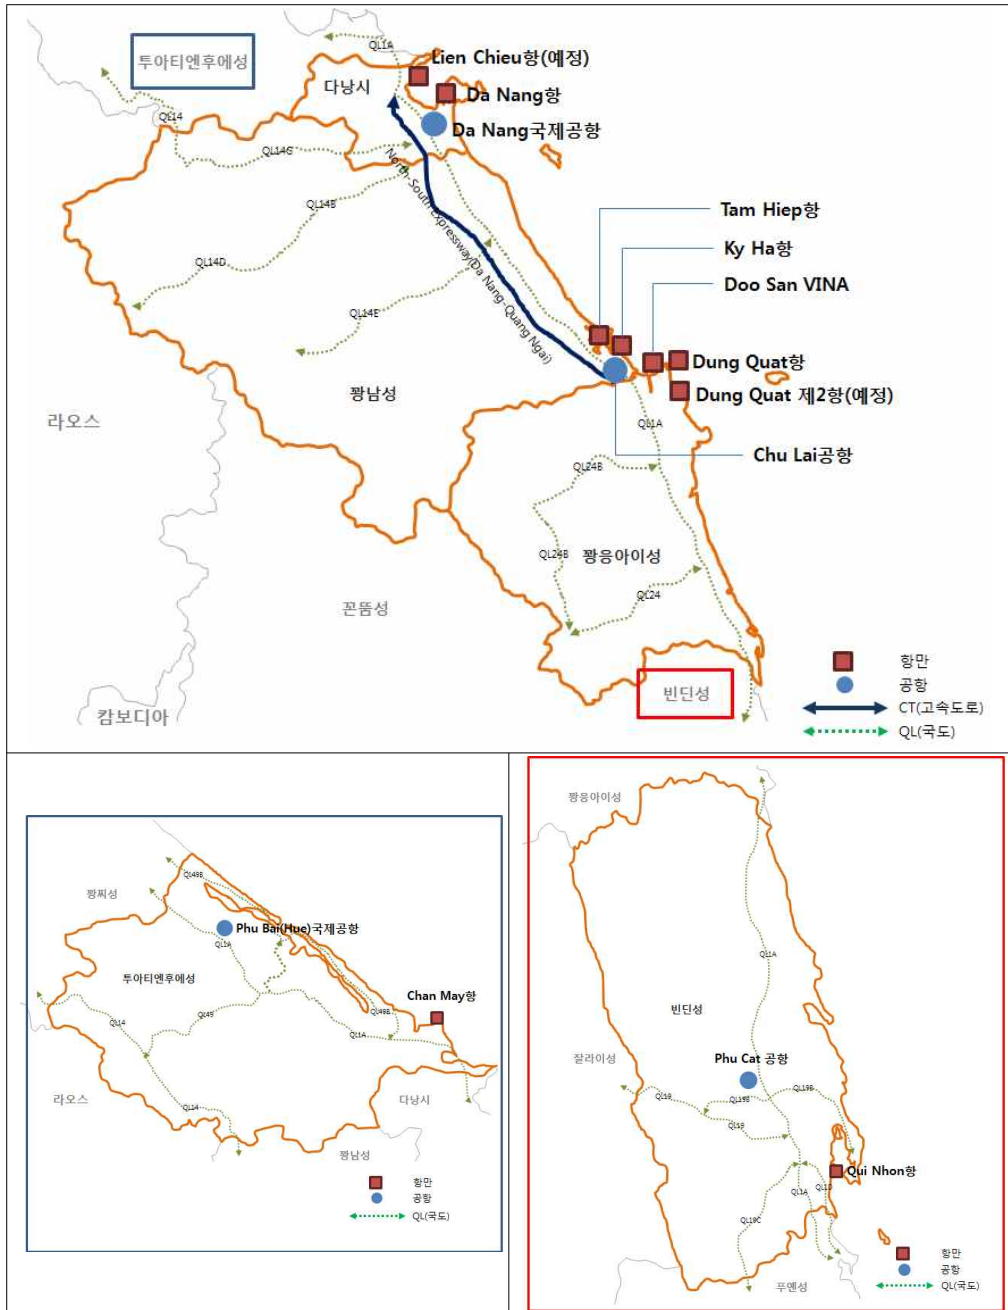 투아티엔후에성
QL1A
Lien Chieu항(예정)
다낭시
Da Nang항
QL14
Da Nang국제공항
QL14G
North-South Expressway(Da Nang-Quang Ngai)
QL14B
Tam Hiep항
Ky Ha항
QL14D
Doo San VINA
QL14E
Dung Quat항
꽝남성
Dung Quat 제2항(예정)
라오스
QL1A
Chu Lai공항
QL24B
QL24B
꽝응아이성
QL24
꼰뚬성
빈딘성
캄보디아
항만
공항
CT(고속도로)
QL(국도)
QL49B
꽝찌성
Phu Bai(Hue)국제공항
QL1A
투아티엔후에성
Chan May항
QL49B
QL14
QL49
QL1A
라오스
QL14
다낭시
꽝남성
항만
공항
QL(국도)
꽝응아이성
QL1A
빈딘성
잘라이성
Phu Cat 공항
QL19
QL19B
QL19B
QL19
Qui Nhon항
QL1A
QL1D
QL19C
푸옌성
항만
공항
QL(국도)